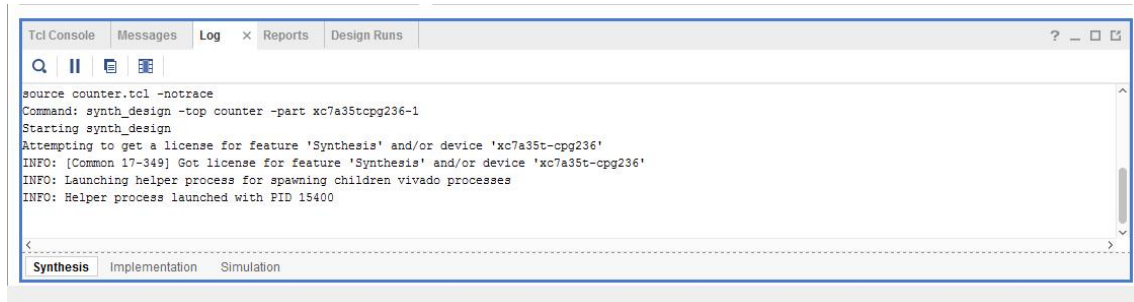 Tcl Console Messages Log × Reports Design Runs ?
source counter.tcl -notrace
Command: synth_design -top counter -part xc7a35tcpg236-1
Starting synth_design
Attempting to get a license for feature 'Synthesis' and/or device 'xc7a35t-cpg236'
INFO: [Common 17-349] Got license for feature 'Synthesis' and/or device 'xc7a35t-cpg236'
INFO: Launching helper process for spawning children vivado processes
INFO: Helper process launched with PID 15400
Synthesis Implementation Simulation